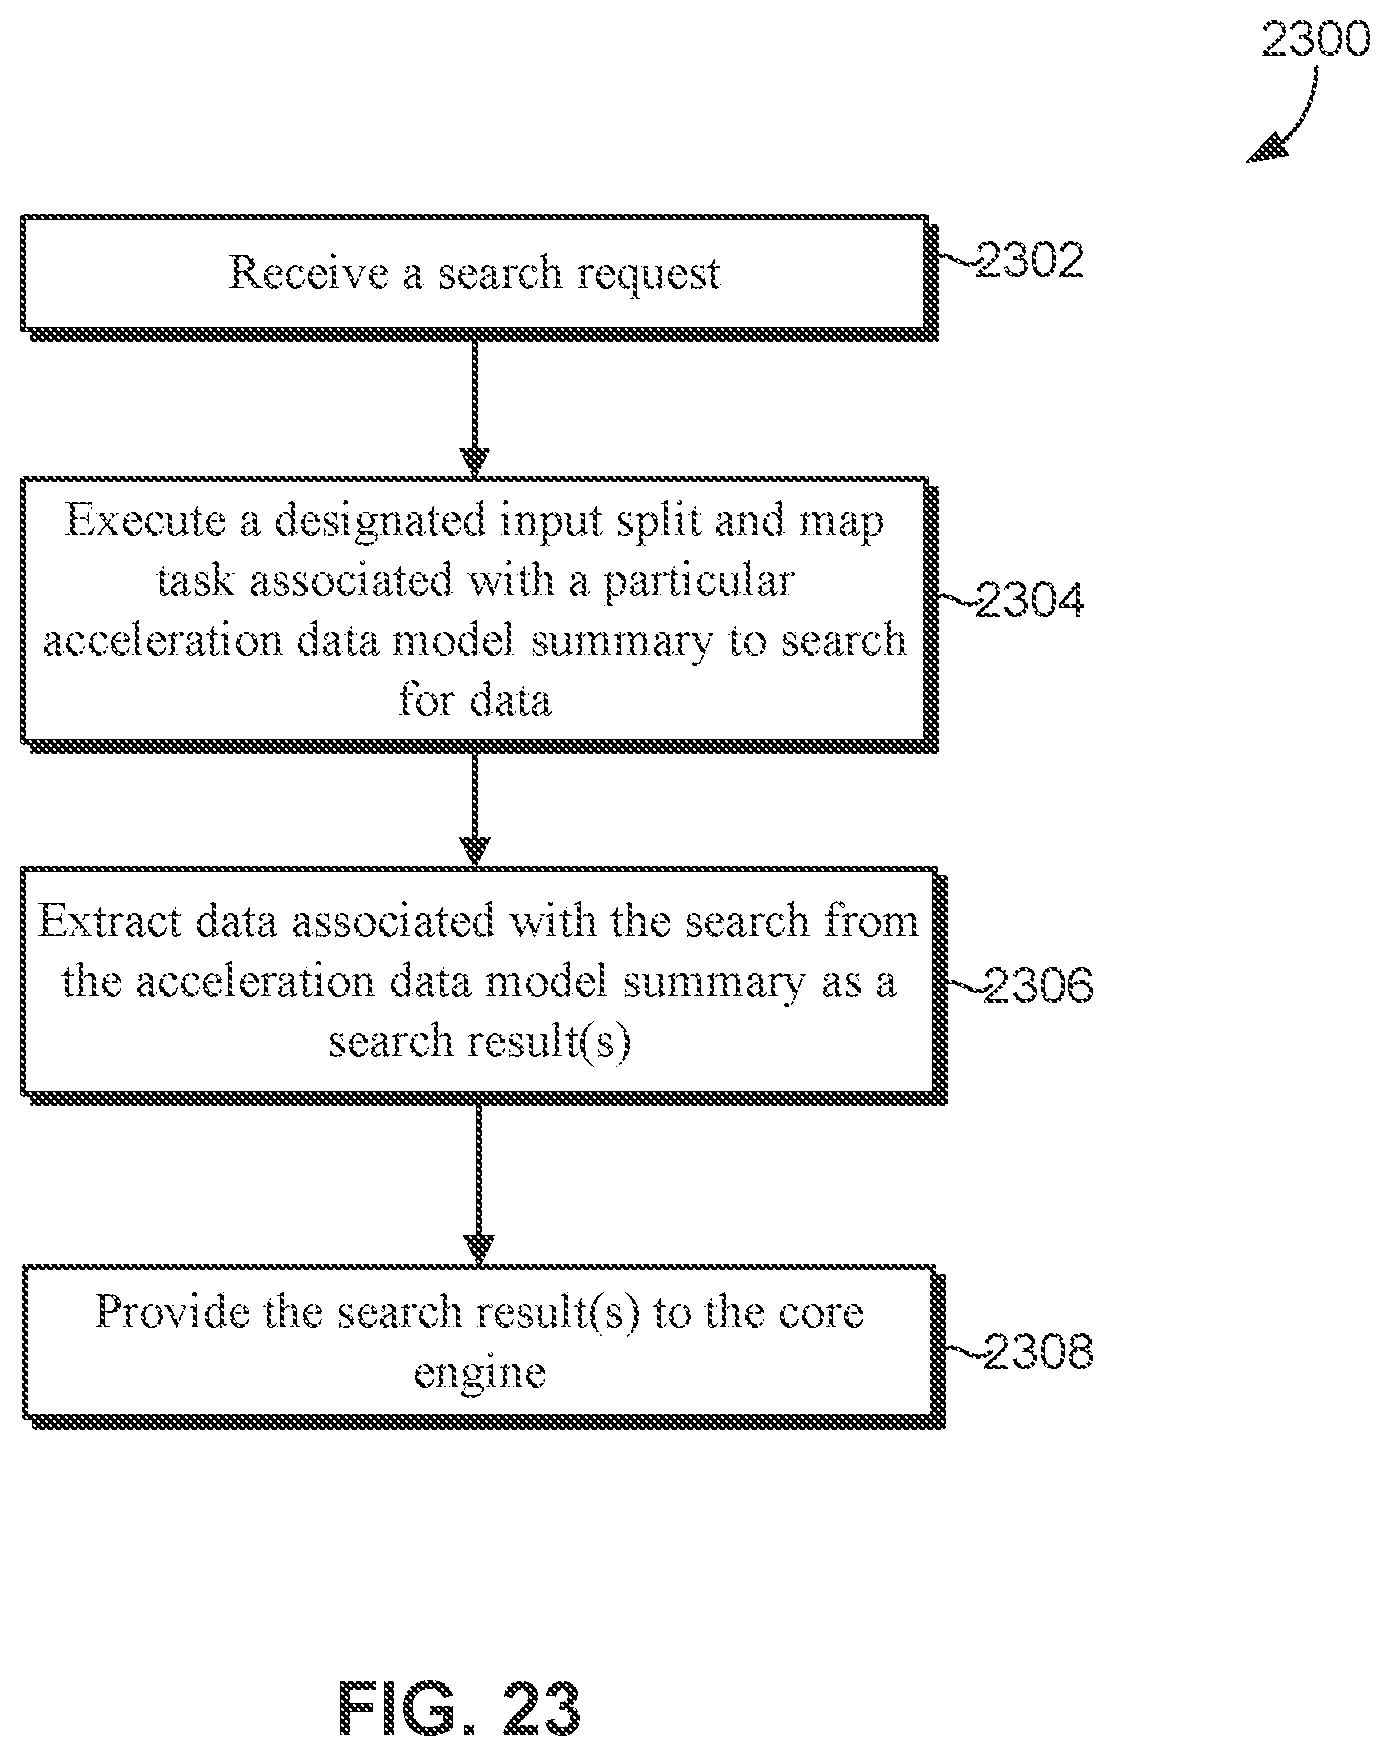 2300
Receive a search request
2302
Execute a designated input split and map
task associated with a particular
acceleration data model summary to search
for data
2304
Extract data associated with the search from
the acceleration data model summary as a
search result(s)
2306
Provide the search result(s) to the core
engine
2308
FIG. 23